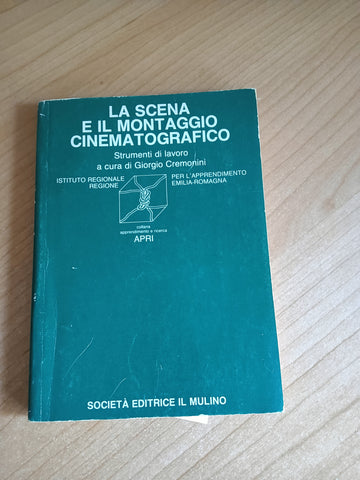 LA SCENA
E IL MONTAGGIO
CINEMATOGRAFICO
Strumenti di lavoro
a cura di Giorgio Cremonini
ISTITUTO REGIONALE PER L'APPRENDIMENTO
REGIONE EMILIA-ROMAGNA
collana
apprendimento e ricerca
APRI
SOCIETÀ EDITRICE IL MULINO